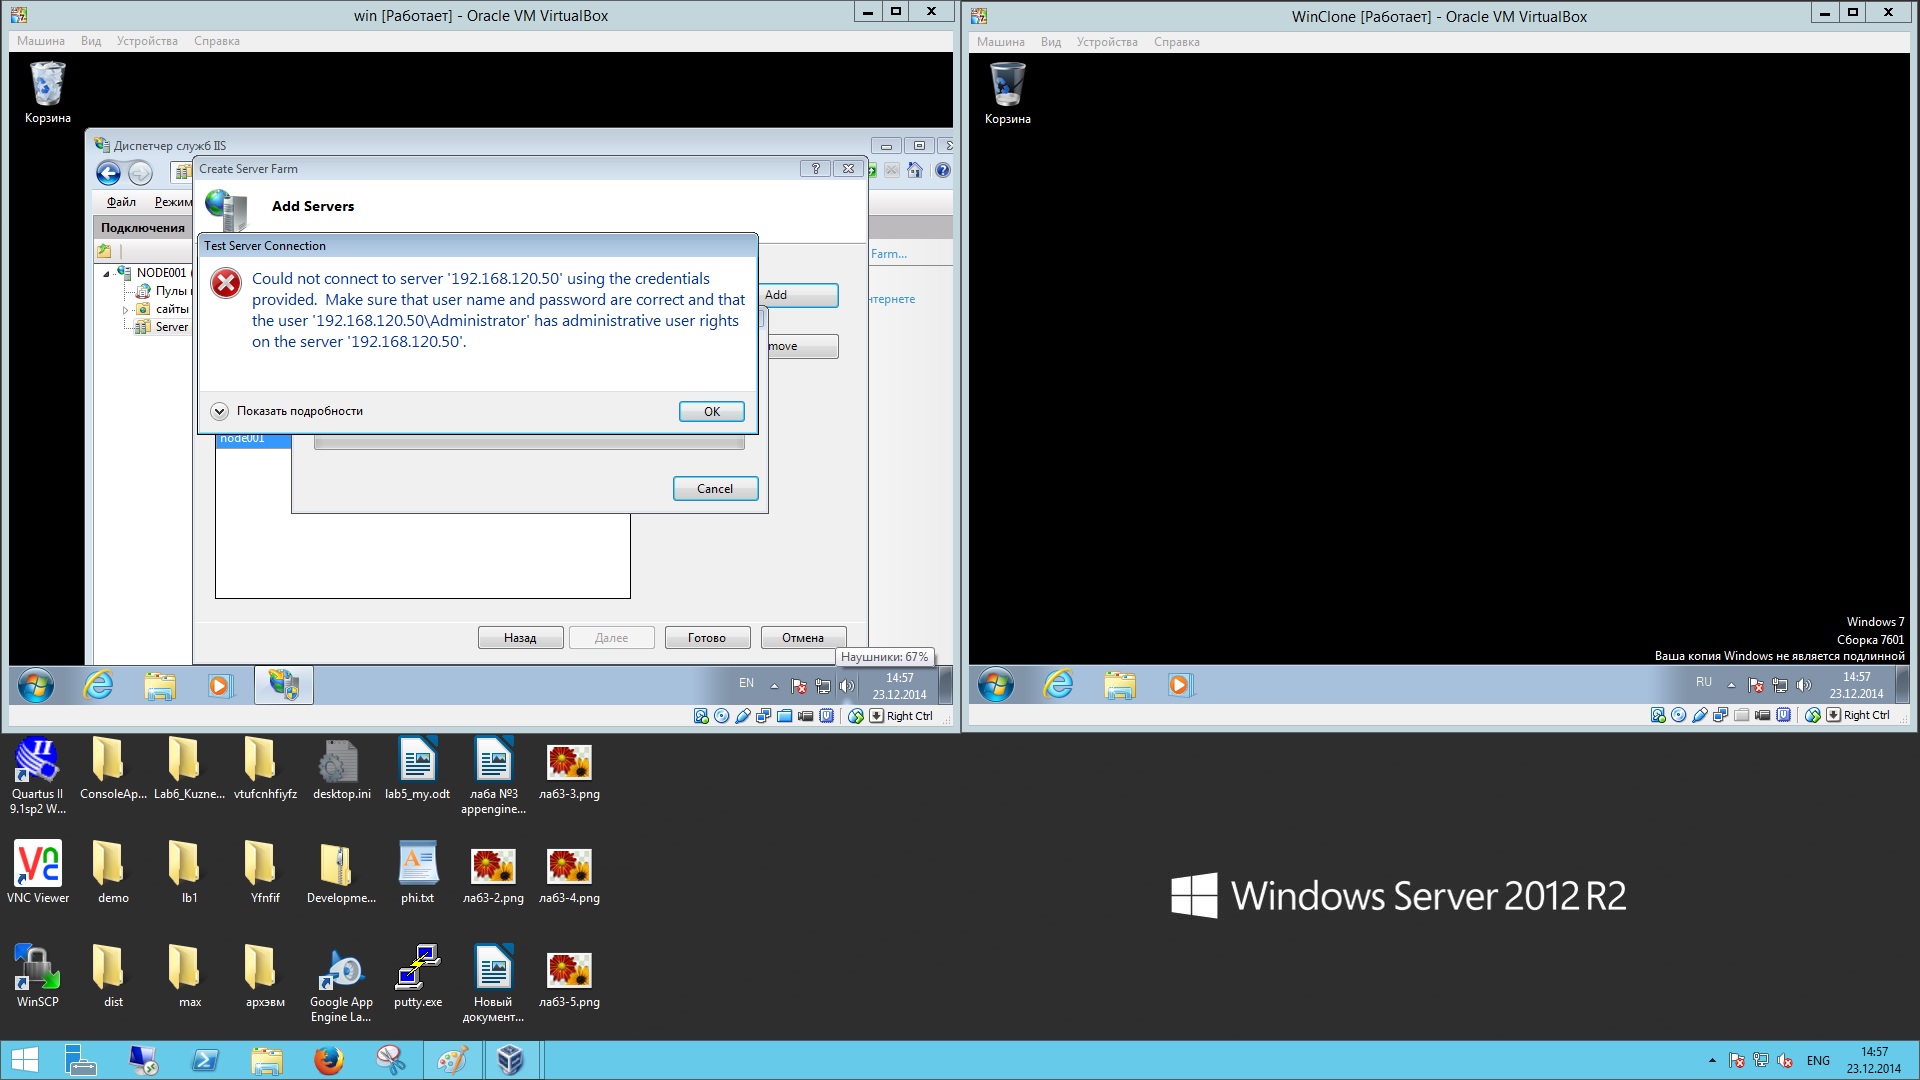 win [Работает] - Oracle VM VirtualBox
Машина Вид Устройства Справка
Корзина
Диспетчер служб IIS
Create Server Farm
Файл Режим
Add Servers
Подключения
Test Server Connection
Could not connect to server '192.168.120.50' using the credentials
provided. Make sure that user name and password are correct and that
the user '192.168.120.50\Administrator' has administrative user rights
on the server '192.168.120.50'.
Показать подробности
OK
NODE001 (
Пулы
сайты
Server
Farm...
Add
нтернете
move
node001
Cancel
Назад Далее Готово Отмена
Наушники: 67%
EN
14:57
23.12.2014
Right Ctrl
WinClone [Работает] - Oracle VM VirtualBox
Машина Вид Устройства Справка
Корзина
Windows 7
Сборка 7601
Ваша копия Windows не является подлинной
RU
14:57
23.12.2014
Right Ctrl
Quartus II
9.1sp2 W...
ConsoleAp...
Lab6_Kuzne...
vtufcnhfiyfz
desktop.ini
lab5_my.odt
лаба №3
appengine...
лаб3-3.png
VNC Viewer
demo
lb1
Yfnfif
Developme...
phi.txt
лаб3-2.png
лаб3-4.png
WinSCP
dist
max
архэвм
Google App
Engine La...
putty.exe
Новый
документ...
лаб3-5.png
Windows Server 2012 R2
ENG
14:57
23.12.2014